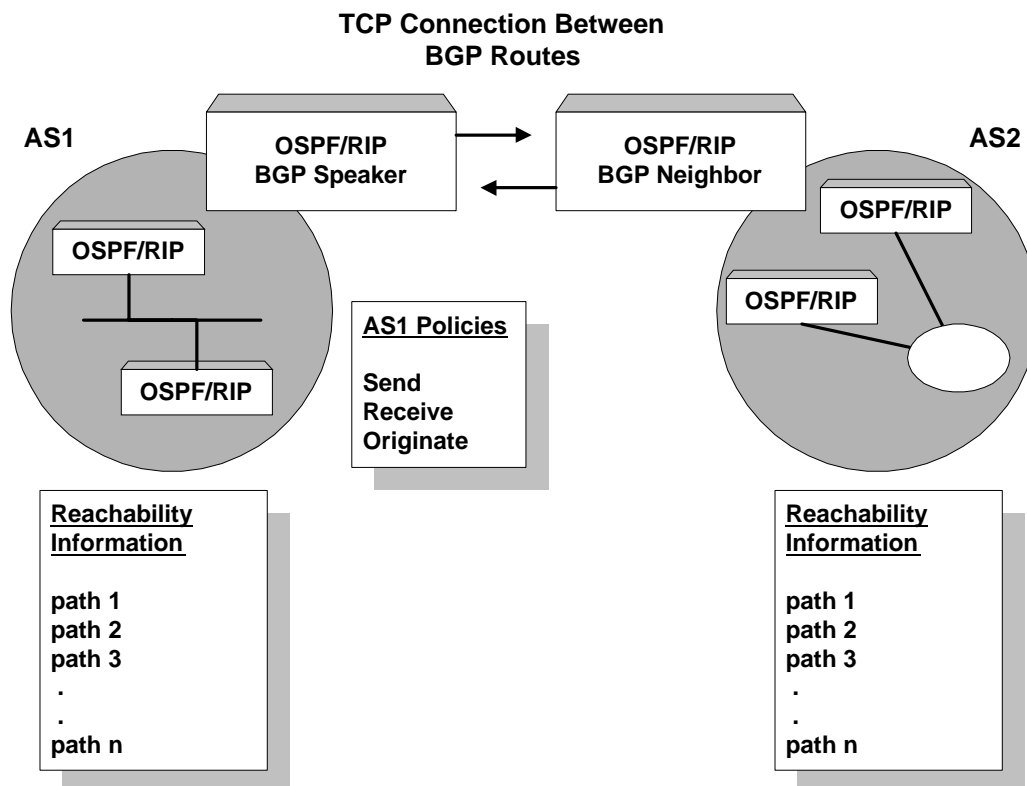 TCP Connection Between
BGP Routes
AS1
OSPF/RIP
BGP Speaker
OSPF/RIP
BGP Neighbor
AS2
OSPF/RIP
OSPF/RIP
OSPF/RIP
OSPF/RIP
AS1 Policies
Send
Receive
Originate
Reachability
Information
path 1
path 2
path 3
.
.
path n
Reachability
Information
path 1
path 2
path 3
.
.
path n